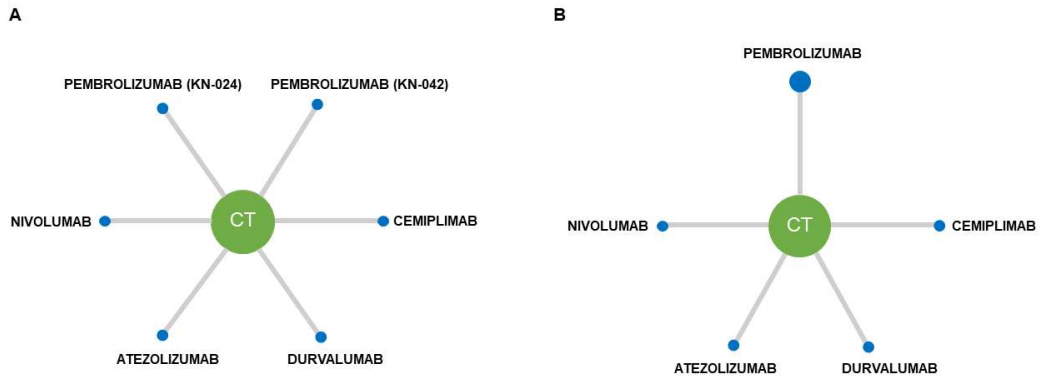 A
PEMBROLIZUMAB (KN-024)
PEMBROLIZUMAB (KN-042)
NIVOLUMAB
CT
CEMIPLIMAB
ATEZOLIZUMAB
DURVALUMAB
B
PEMBROLIZUMAB
NIVOLUMAB
CT
CEMIPLIMAB
ATEZOLIZUMAB
DURVALUMAB